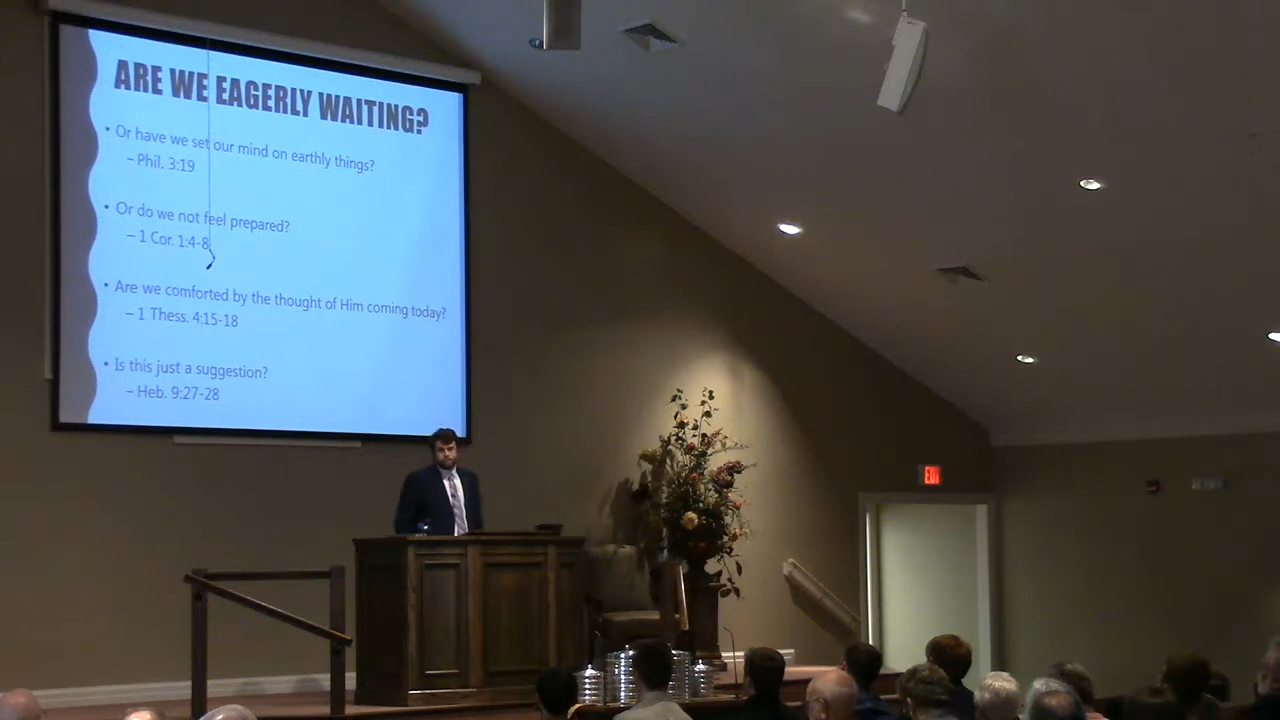 ARE WE EAGERLY WAITING?
• Or have we set our mind on earthly things?
– Phil. 3:19
• Or do we not feel prepared?
– 1 Cor. 1:4-8
• Are we comforted by the thought of Him coming today?
– 1 Thess. 4:15-18
• Is this just a suggestion?
– Heb. 9:27-28
EXIT